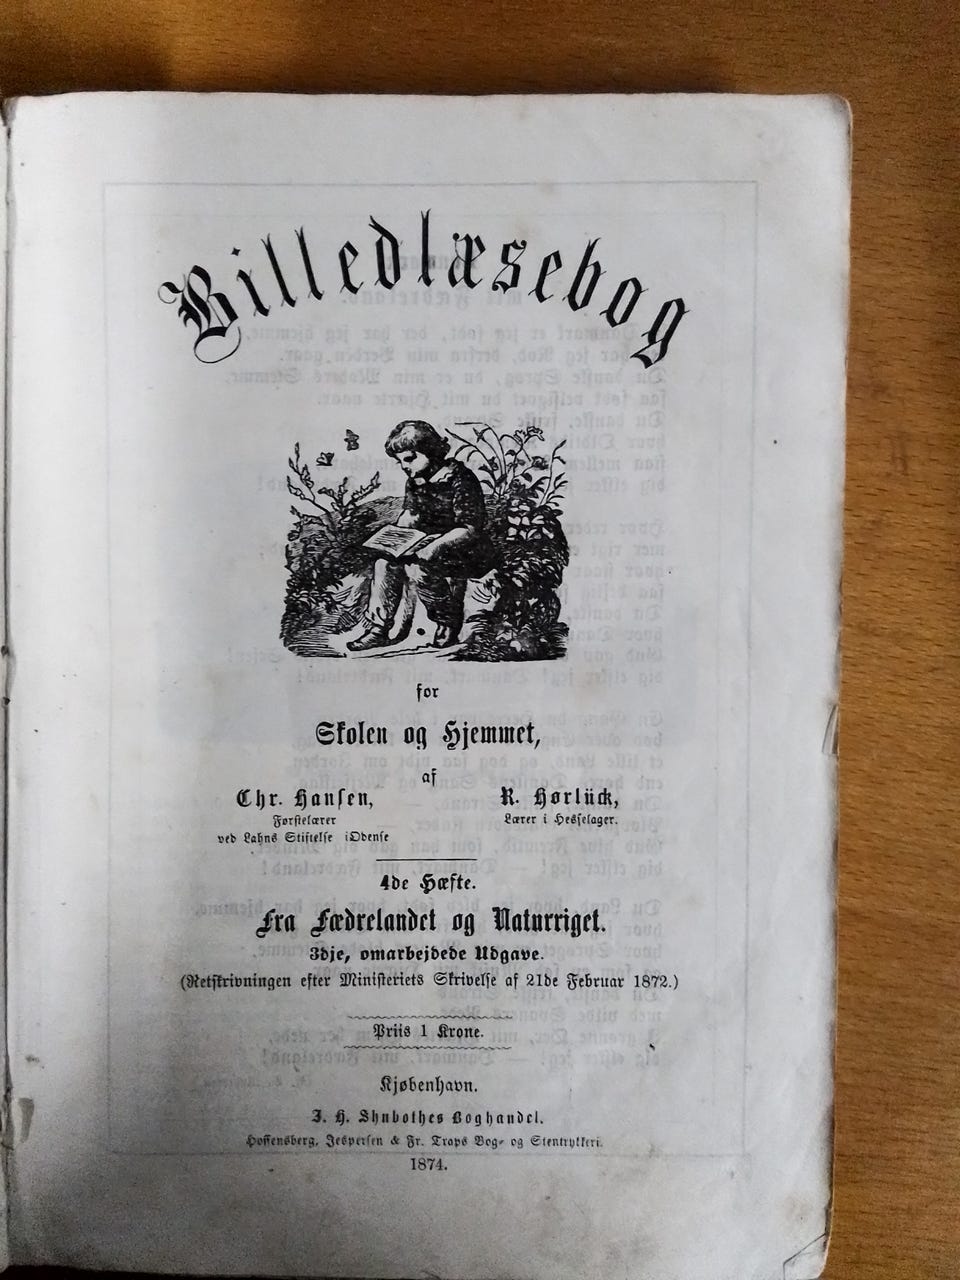 Billedlæsebog
for
Skolen og Hjemmet,
af
Chr. Hansen,
Førstelærer
ved Lahns Stiftelse i Odense
R. Hørlück,
Lærer i Hesselager.
4de Hæfte.
Fra Fædrelandet og Naturriget.
3dje, omarbejdede Udgave.
(Retskrivningen efter Ministeriets Skrivelse af 21de Februar 1872.)
Priis 1 Krone.
Kjøbenhavn.
J. H. Shubothes Boghandel.
Hoffensberg, Jespersen & Fr. Traps Bog- og Stentrykkeri.
1874.